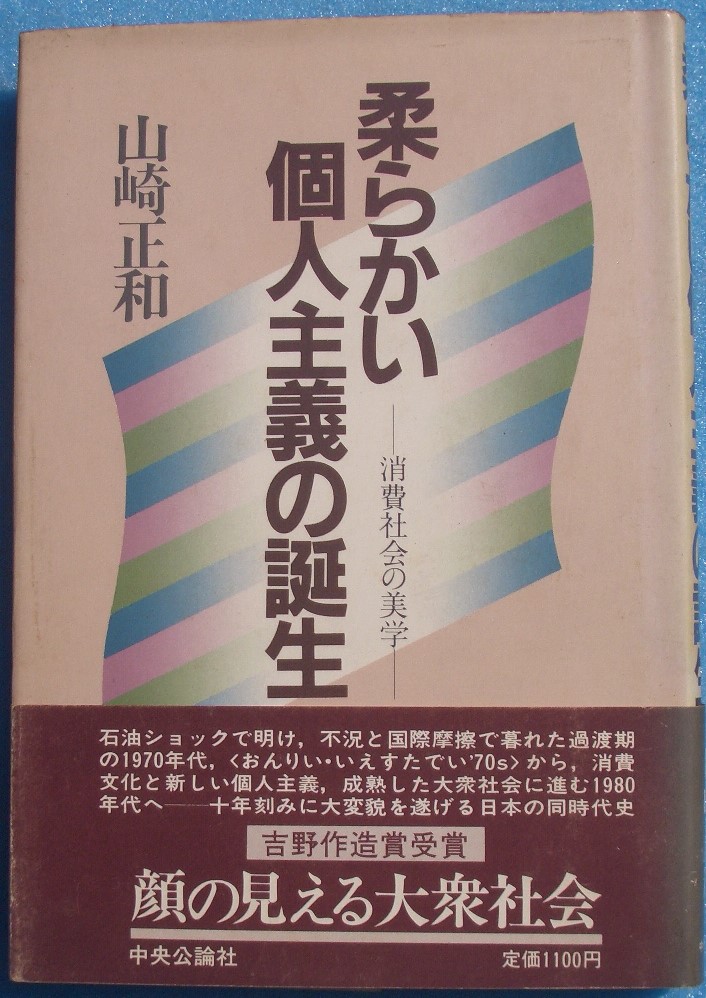 柔らかい
個人主義の誕生
―消費社会の美学―
山崎正和
石油ショックで明け，不況と国際摩擦で暮れた過渡期
の1970年代，<おんりい・いえすたでい'70s>から，消費
文化と新しい個人主義，成熟した大衆社会に進む1980
年代へ――十年刻みに大変貌を遂げる日本の同時代史
吉野作造賞受賞
顔の見える大衆社会
中央公論社
定価1100円